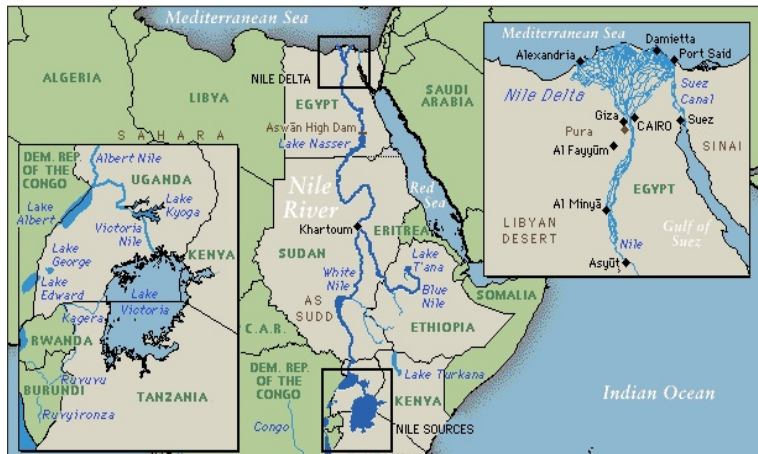 Mediterranean Sea
ALGERIA
LIBYA
NILE DELTA
EGYPT
SAUDI
ARABIA
SAHARA
Aswān High Dam
Lake Nasser
Nile
River
Red
Sea
Khartoum
ERITREA
SUDAN
White
Nile
Lake
T'ana
Blue
Nile
AS
SUDD
SOMALIA
C.A.R.
ETHIOPIA
DEM. REP.
OF THE
CONGO
Lake Turkana
KENYA
Congo
NILE SOURCES
Indian Ocean
DEM. REP.
OF THE
CONGO
Albert Nile
UGANDA
Lake
Kyoga
Lake
Albert
Victoria
Nile
Lake
George
KENYA
Lake
Edward
Lake
Victoria
Kagera
RWANDA
Ruvuvu
BURUNDI
TANZANIA
Ruvyironza
Mediterranean Sea
Damietta
Alexandria
Port Said
Nile Delta
Suez
Canal
Giza
CAIRO
Suez
Pura
Al Fayyūm
SINAI
EGYPT
Al Minyā
LIBYAN
DESERT
Gulf of
Suez
Nile
Asyūt